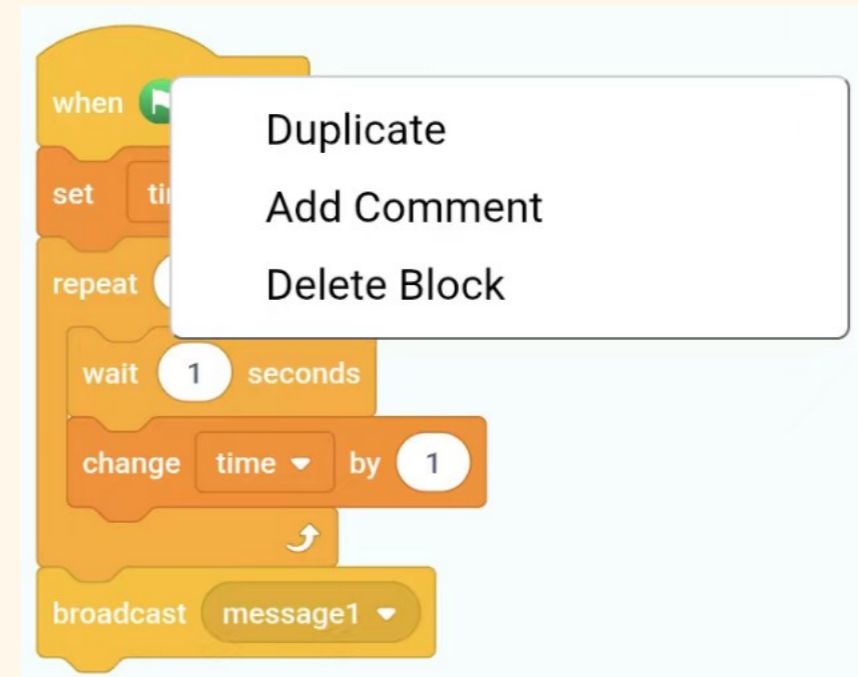 when
Duplicate
set
Add Comment
repeat
Delete Block
wait 1 seconds
change time by 1
broadcast message1